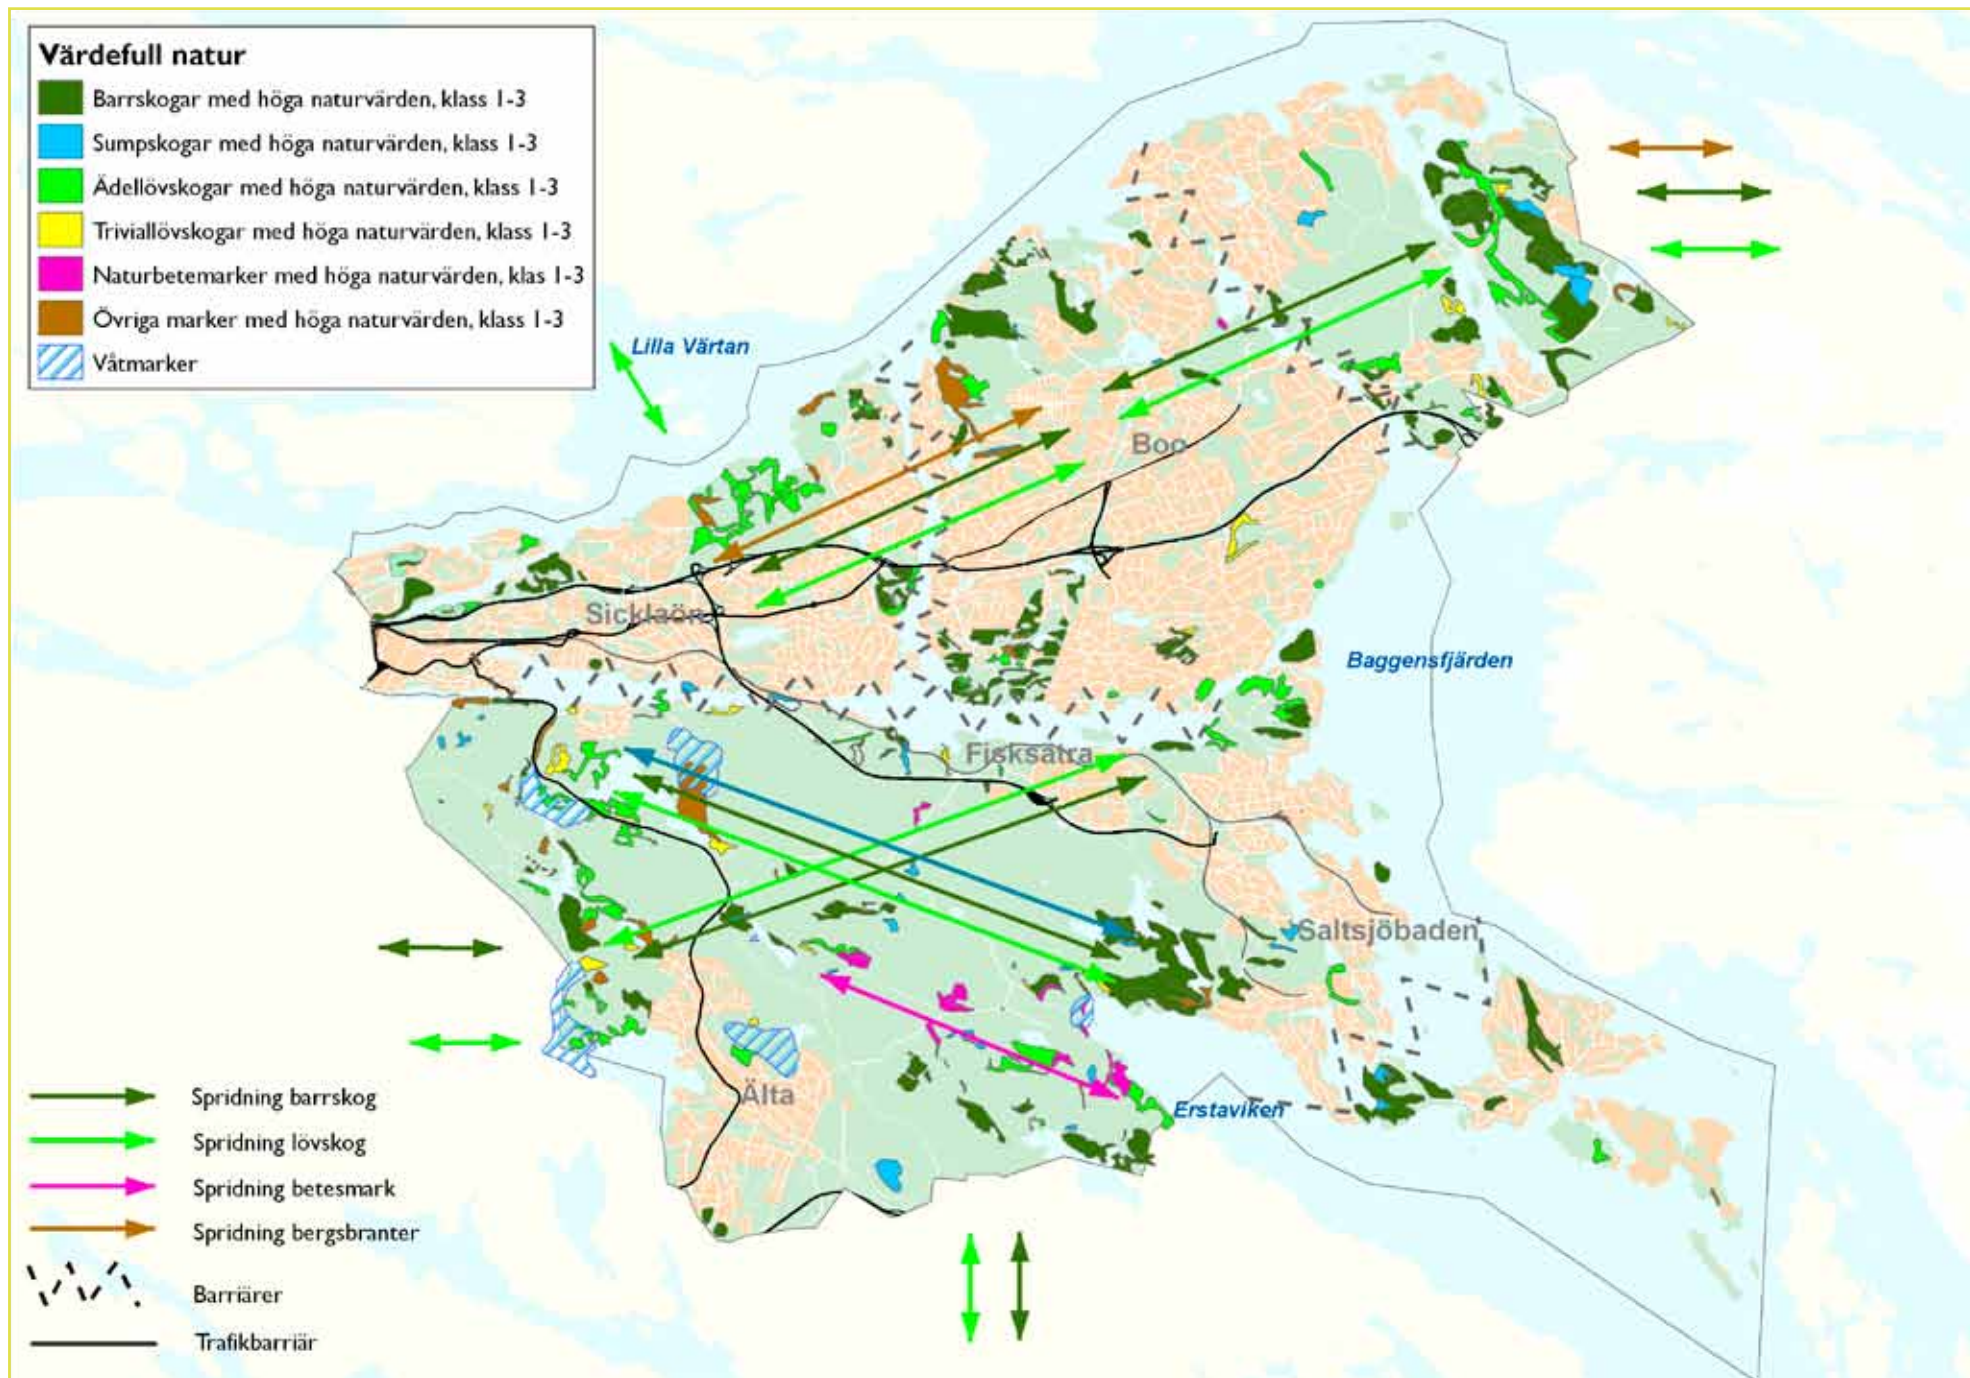 Värdefull natur
Barrskogar med höga naturvärden, klass 1-3
Sumpskogar med höga naturvärden, klass 1-3
Ädellövskogar med höga naturvärden, klass 1-3
Triviallövskogar med höga naturvärden, klass 1-3
Naturbetemarker med höga naturvärden, klas 1-3
Övriga marker med höga naturvärden, klass 1-3
Våtmarker
Lilla Värtan
Boo
Sicklaön
Baggensfjärden
Fisksätra
Saltsjöbaden
Älta
Erstaviken
Spridning barrskog
Spridning lövskog
Spridning betesmark
Spridning bergsbranter
Barriärer
Trafikbarriär